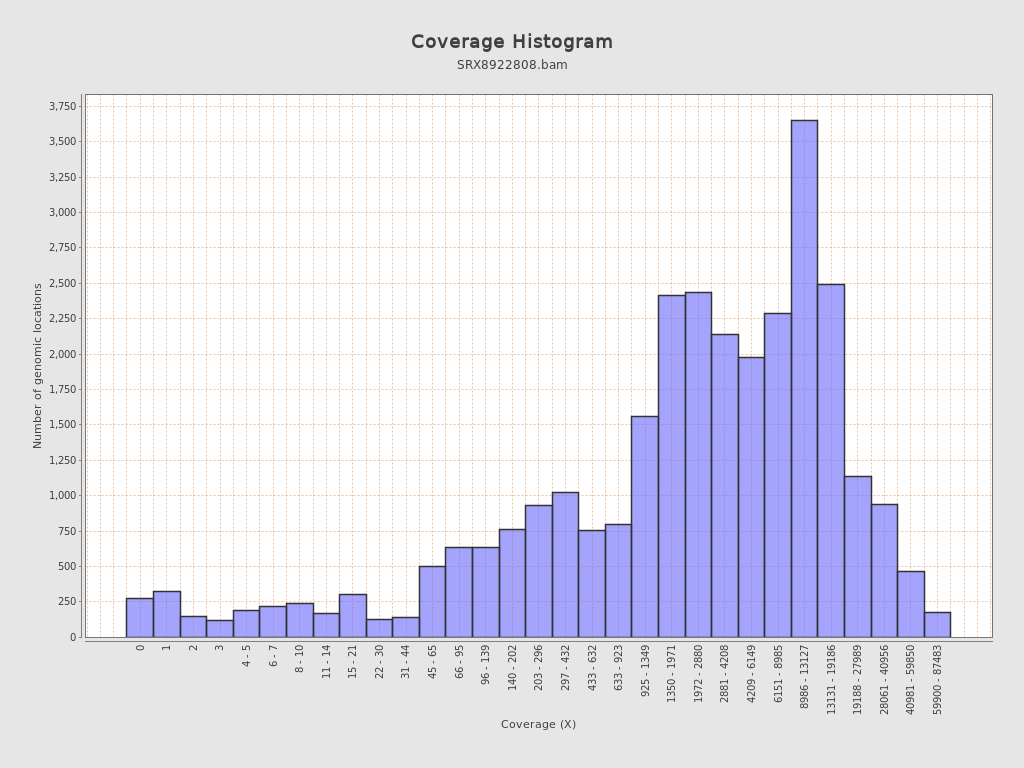 Coverage Histogram
SRX8922808.bam
Number of genomic locations
3,750
3,500
3,250
3,000
2,750
2,500
2,250
2,000
1,750
1,500
1,250
1,000
750
500
250
0
0
1
2
3
4 - 5
6 - 7
8 - 10
11 - 14
15 - 21
22 - 30
31 - 44
45 - 65
66 - 95
96 - 139
140 - 202
203 - 296
297 - 432
433 - 632
633 - 923
925 - 1349
1350 - 1971
1972 - 2880
2881 - 4208
4209 - 6149
6151 - 8985
8986 - 13127
13131 - 19186
19188 - 27989
28061 - 40956
40981 - 59850
59900 - 87483
Coverage (X)